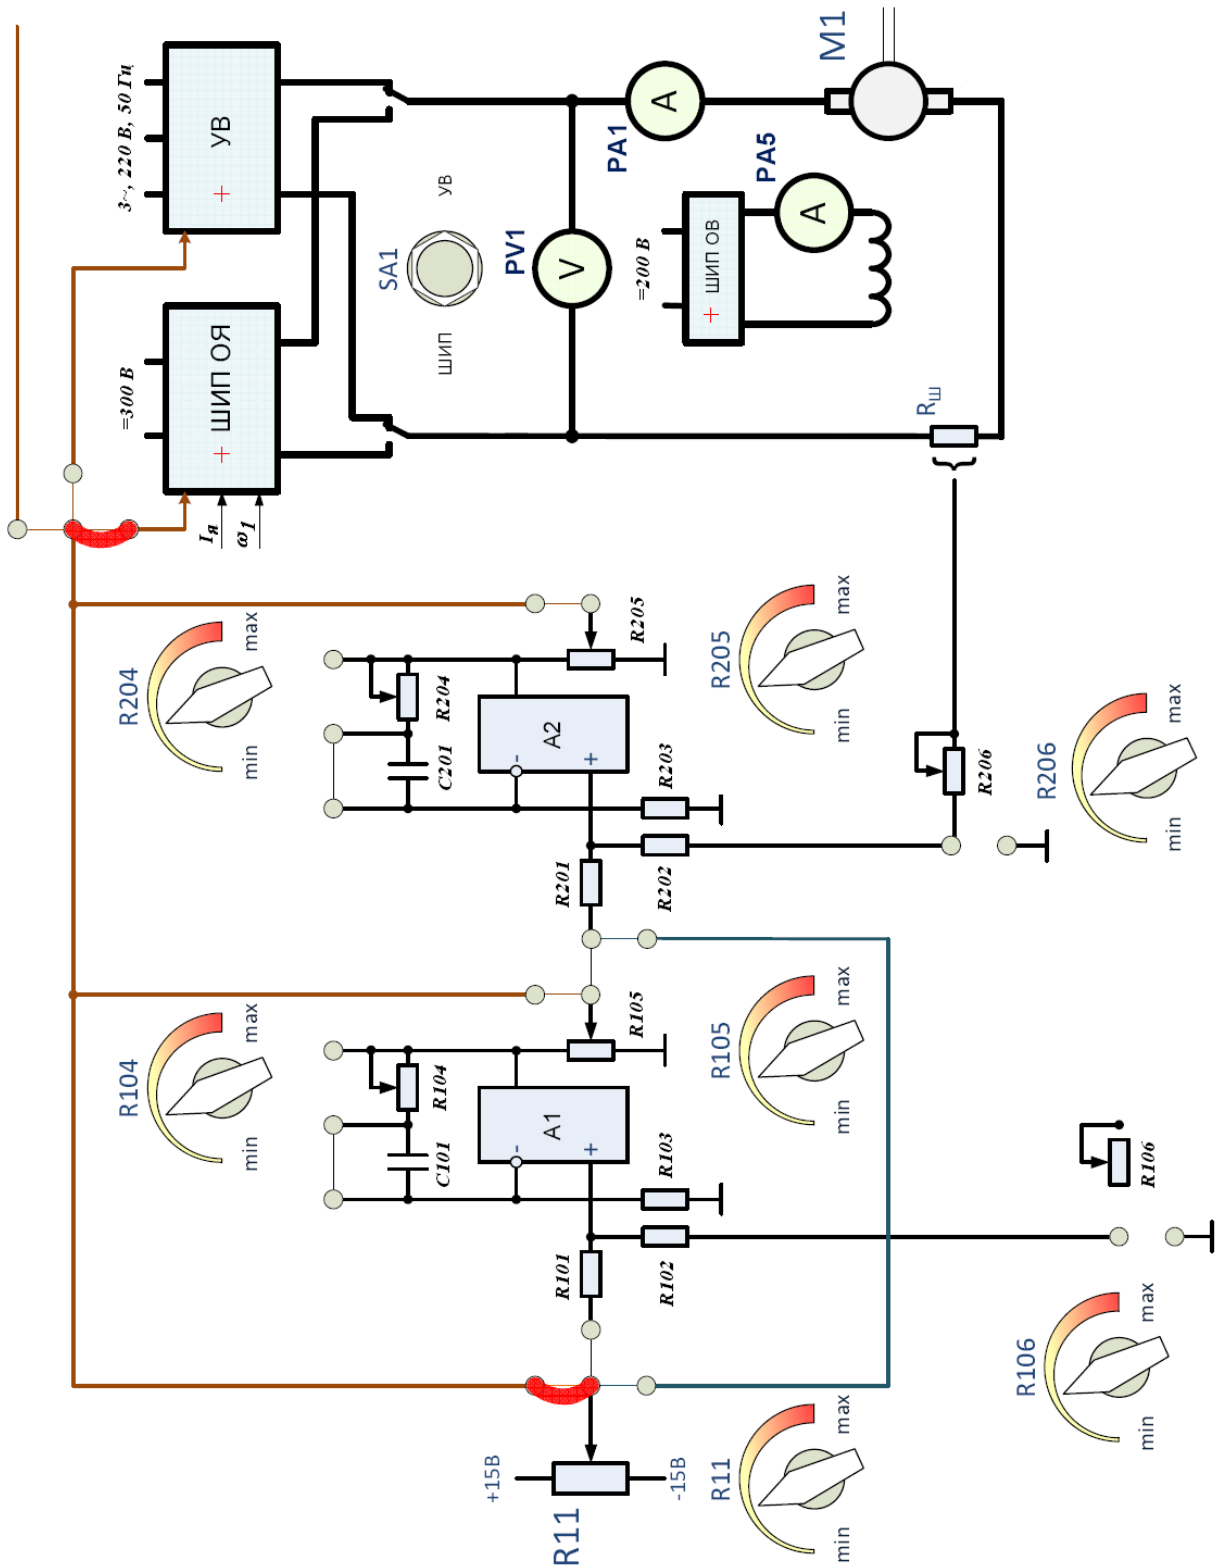 R11
+15В
-15В
R11
min
max
R106
min
max
R101
R102
R103
C101
R104
A1
-
+
R105
R104
min
max
R105
min
max
R106
R201
R202
R203
C201
R204
A2
-
+
R205
R204
min
max
R205
min
max
R206
R206
min
max
=300 В
Iя
ω1
+ ШИП ОЯ
3~, 220 В, 50 Гц
+ УВ
SA1
ШИП
УВ
PV1
V
PA1
A
=200 В
+ ШИП ОВ
PA5
A
M1
RШ